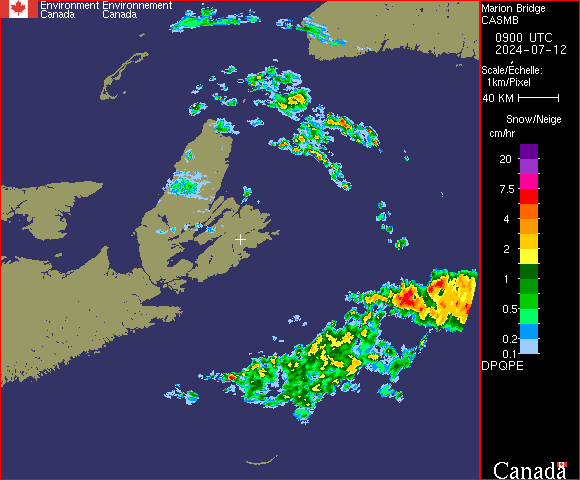 Environment Environnement
Canada Canada
Marion Bridge
CASMB
0900 UTC
2024-07-12
Scale/Échelle:
1km/Pixel
40 KM
Snow/Neige
cm/hr
20
7.5
4
2
1
0.5
0.2
0.1
DPQPE
Canada